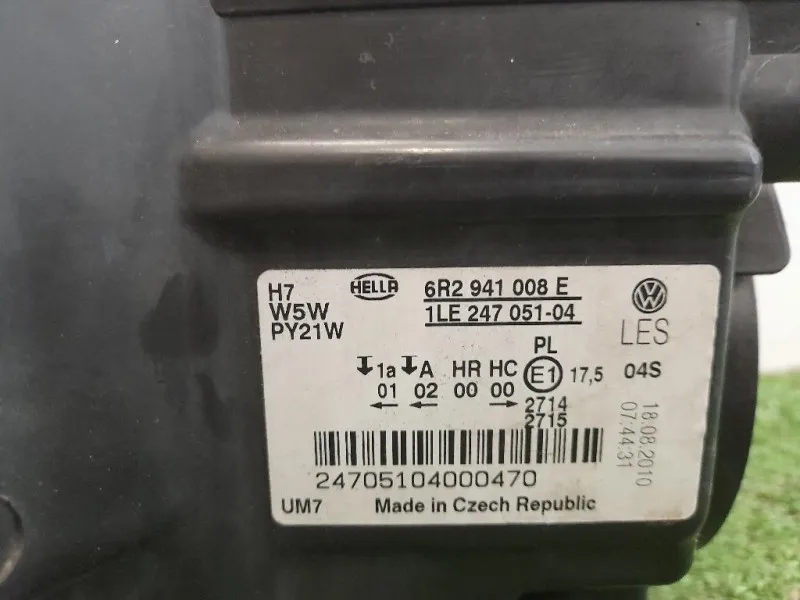 H7
W5W
PY21W
HELLA
6R2 941 008 E
1LE 247 051-04
LES
PL
1a A HR HC E1 17,5 04S
01 02 00 00
2714
2715
18.08.2010
07:44:31
24705104000470
UM7 Made in Czech Republic